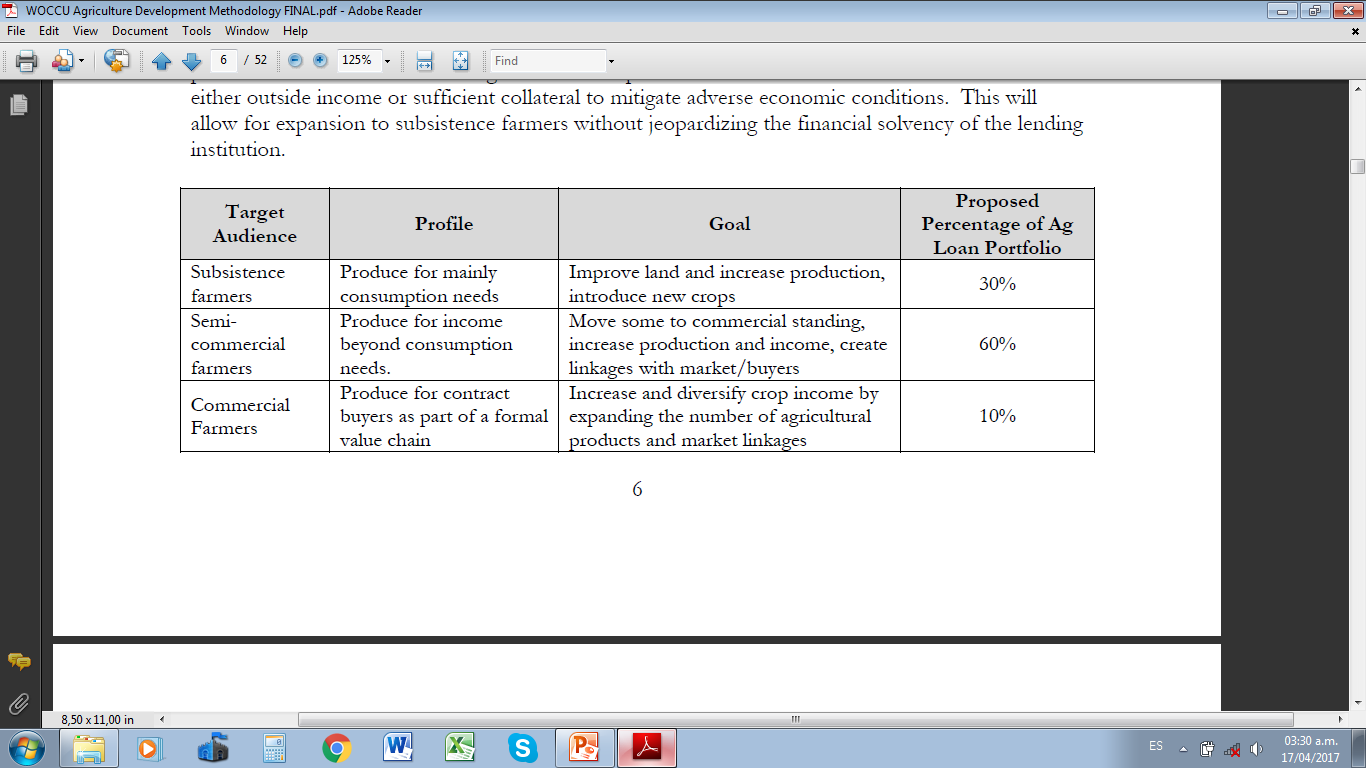 WOCCU Agriculture Development Methodology FINAL.pdf - Adobe Reader
File Edit View Document Tools Window Help
6 / 52 125% Find
either outside income or sufficient collateral to mitigate adverse economic conditions. This will
allow for expansion to subsistence farmers without jeopardizing the financial solvency of the lending
institution.
Target
Audience
Profile
Goal
Proposed
Percentage of Ag
Loan Portfolio
Subsistence
farmers
Produce for mainly
consumption needs
Improve land and increase production,
introduce new crops
30%
Semi-
commercial
farmers
Produce for income
beyond consumption
needs.
Move some to commercial standing,
increase production and income, create
linkages with market/buyers
60%
Commercial
Farmers
Produce for contract
buyers as part of a formal
value chain
Increase and diversify crop income by
expanding the number of agricultural
products and market linkages
10%
6
8,50 x 11,00 in
ES
03:30 a.m.
17/04/2017